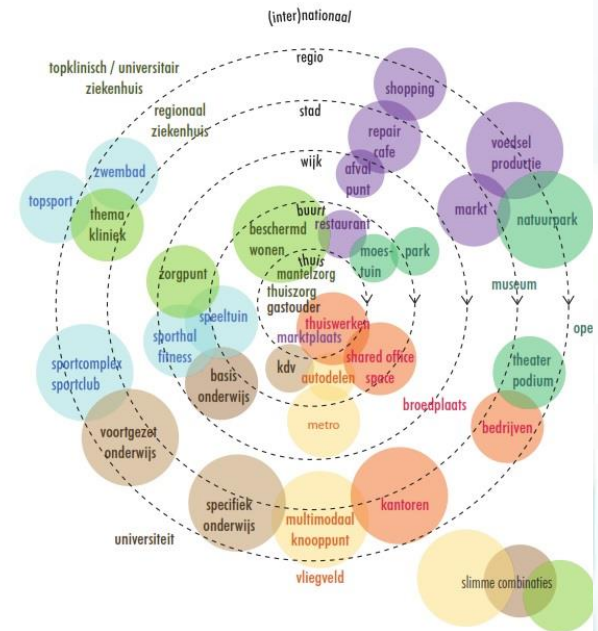 (inter)nationaal
regio
topklinisch / universitair
ziekenhuis
shopping
regionaal
ziekenhuis
stad
repair
cafe
voedsel
productie
wijk
zwembad
afval
punt
topsport
thema
kliniek
buurt
markt
natuurpark
beschermd
wonen
restaurant
moes-
tuin
park
thuis
mantelzorg
zorgpunt
thuiszorg
gastouder
museum
speeltuin
thuiswerken
ope
sporthal
fitness
marktplaats
sportcomplex
sportclub
kdv
shared office
space
theater
podium
basis
onderwijs
autodelen
broedplaats
metro
bedrijven
voortgezet
onderwijs
specifiek
onderwijs
kantoren
multimodaal
knooppunt
universiteit
vliegveld
slimme combinaties